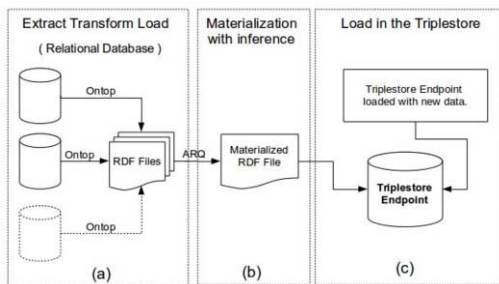 Extract Transform Load
( Relational Database )
Ontop
Ontop
Ontop
RDF Files
ARQ
(a)
Materialization
with inference
Materialized
RDF File
(b)
Load in the Triplestore
Triplestore Endpoint
loaded with new data.
Triplestore
Endpoint
(c)